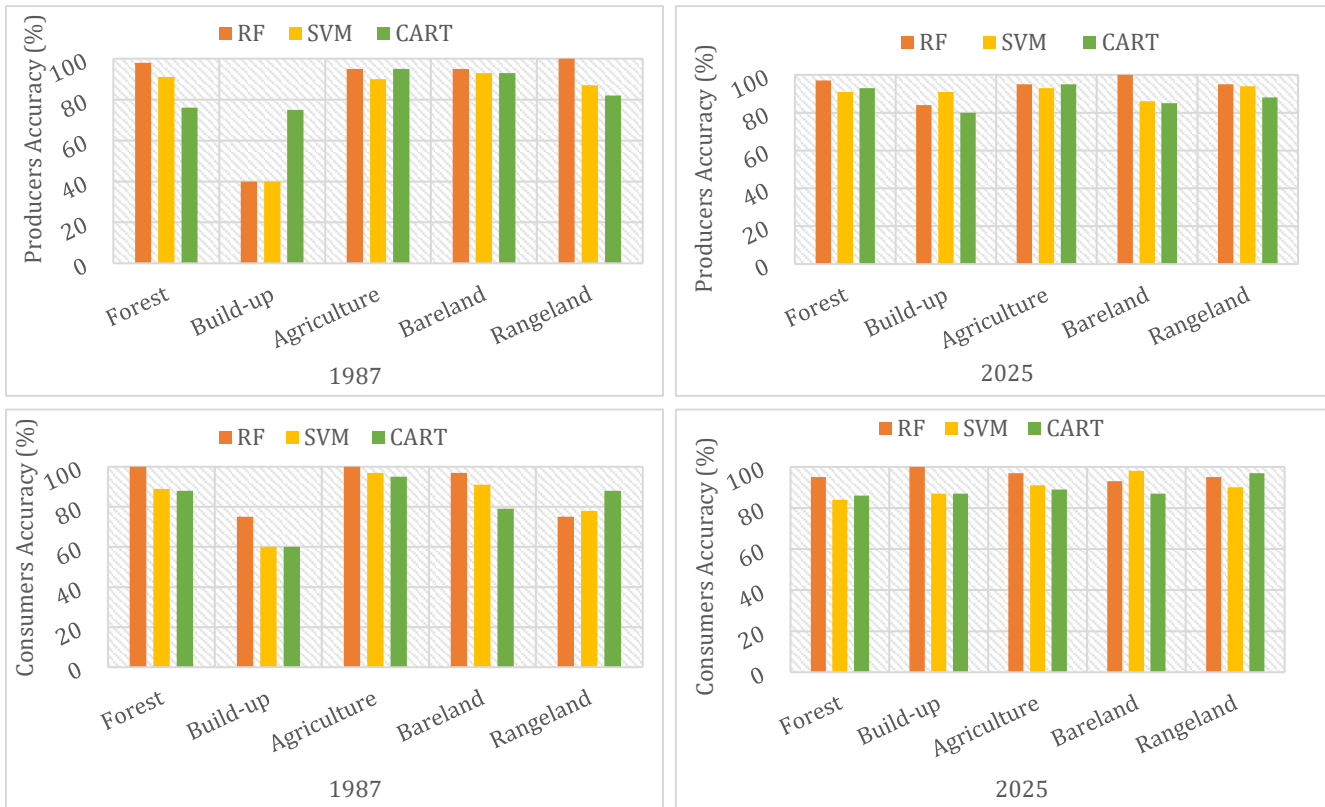 RF SVM CART
Producers Accuracy (%)
100
80
60
40
20
0
Forest Build-up Agriculture Bareland Rangeland
1987
RF SVM CART
Producers Accuracy (%)
100
80
60
40
20
0
Forest Build-up Agriculture Bareland Rangeland
2025
RF SVM CART
Consumers Accuracy (%)
100
80
60
40
20
0
Forest Build-up Agriculture Bareland Rangeland
1987
RF SVM CART
Consumers Accuracy (%)
100
80
60
40
20
0
Forest Build-up Agriculture Bareland Rangeland
2025